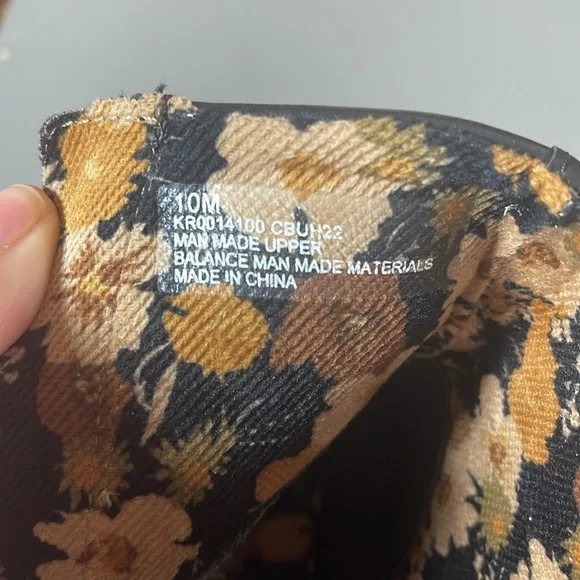 10M
KR0014100 CBUH22
MAN MADE UPPER
BALANCE MAN MADE MATERIALS
MADE IN CHINA